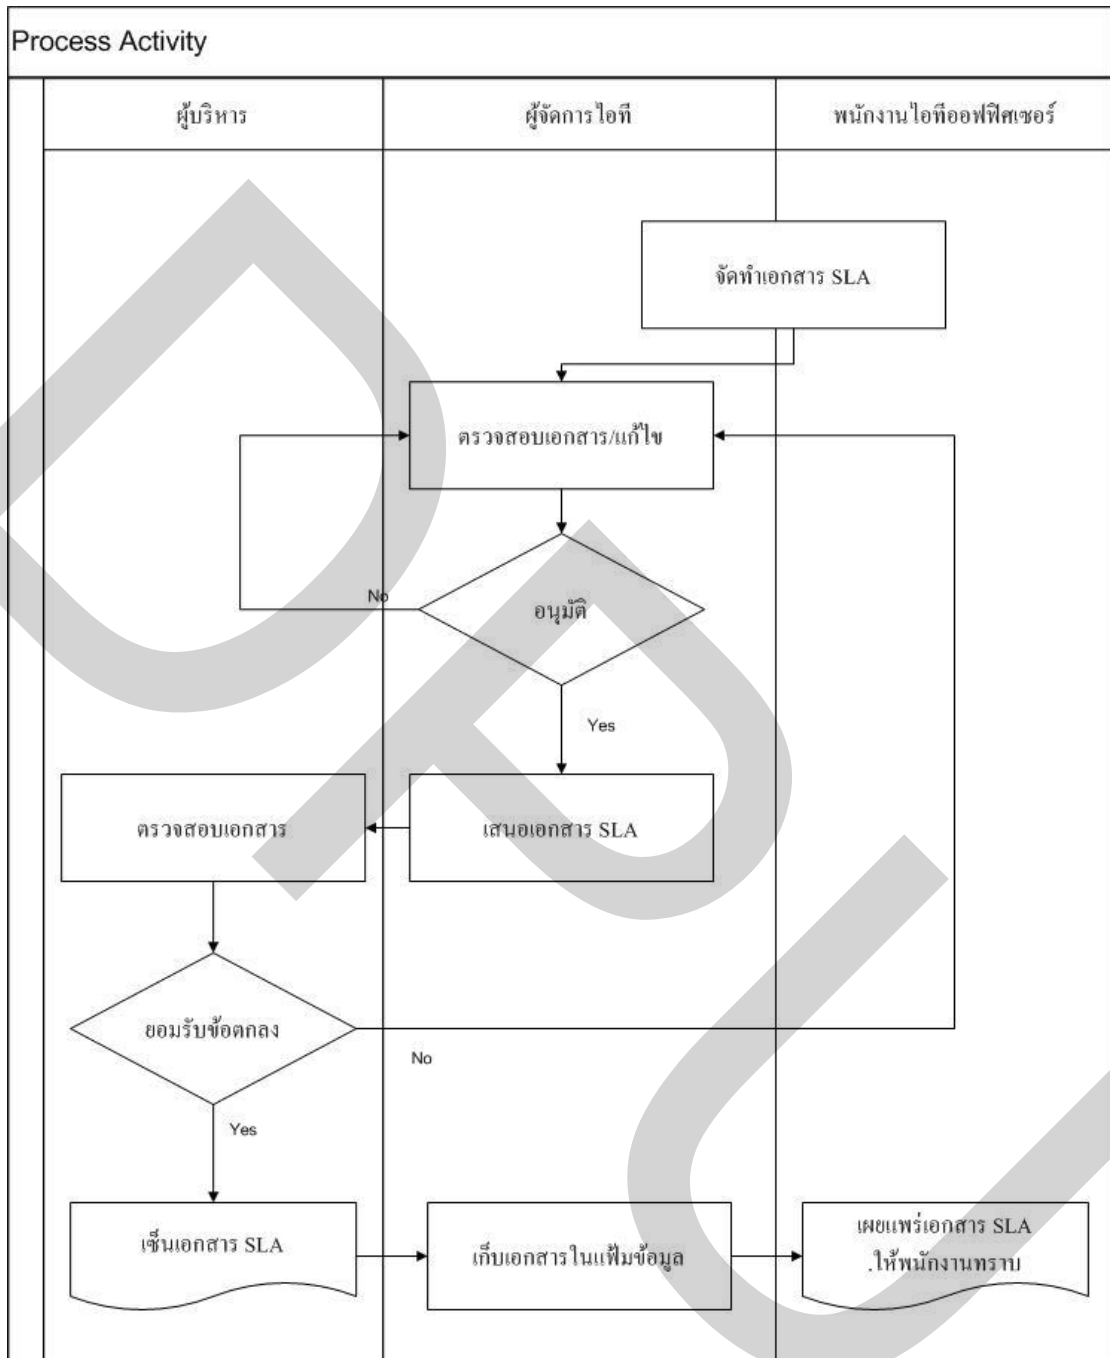 Process Activity
ผู้บริหาร
ผู้จัดการไอที
พนักงานไอทีออฟฟิศเซอร์
จัดทำเอกสาร SLA
ตรวจสอบเอกสาร/แก้ไข
No
อนุมัติ
Yes
ตรวจสอบเอกสาร
เสนอเอกสาร SLA
ยอมรับข้อตกลง
No
Yes
เซ็นเอกสาร SLA
เก็บเอกสารในแฟ้มข้อมูล
เผยแพร่เอกสาร SLA
.ให้พนักงานทราบ
DPU